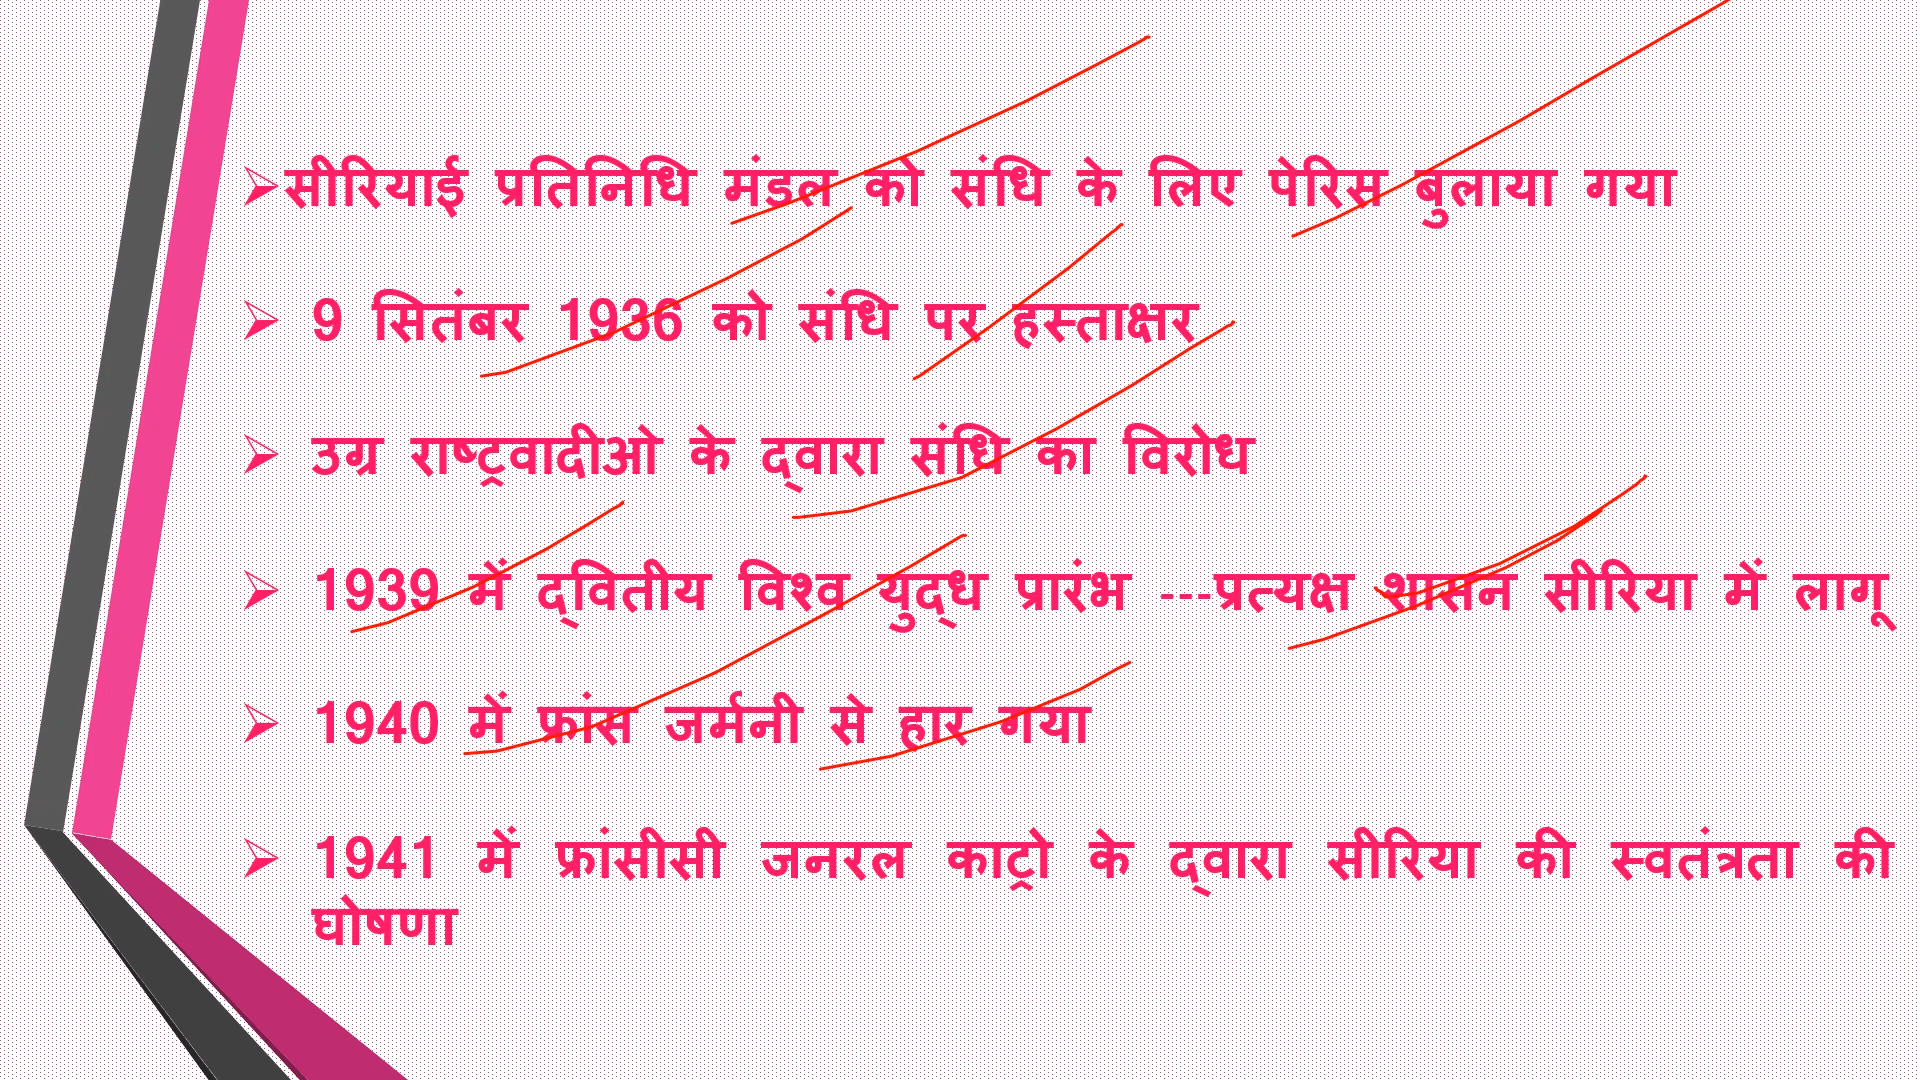 सीरियाई प्रतिनिधि मंडल को संधि के लिए पेरिस बुलाया गया
9 सितंबर 1936 को संधि पर हस्ताक्षर
उग्र राष्ट्रवादीओ के द्वारा संधि का विरोध
1939 में द्वितीय विश्व युद्ध प्रारंभ ---प्रत्यक्ष शासन सीरिया में लागू
1940 में फ्रांस जर्मनी से हार गया
1941 में फ्रांसीसी जनरल काट्रो के द्वारा सीरिया की स्वतंत्रता की
घोषणा